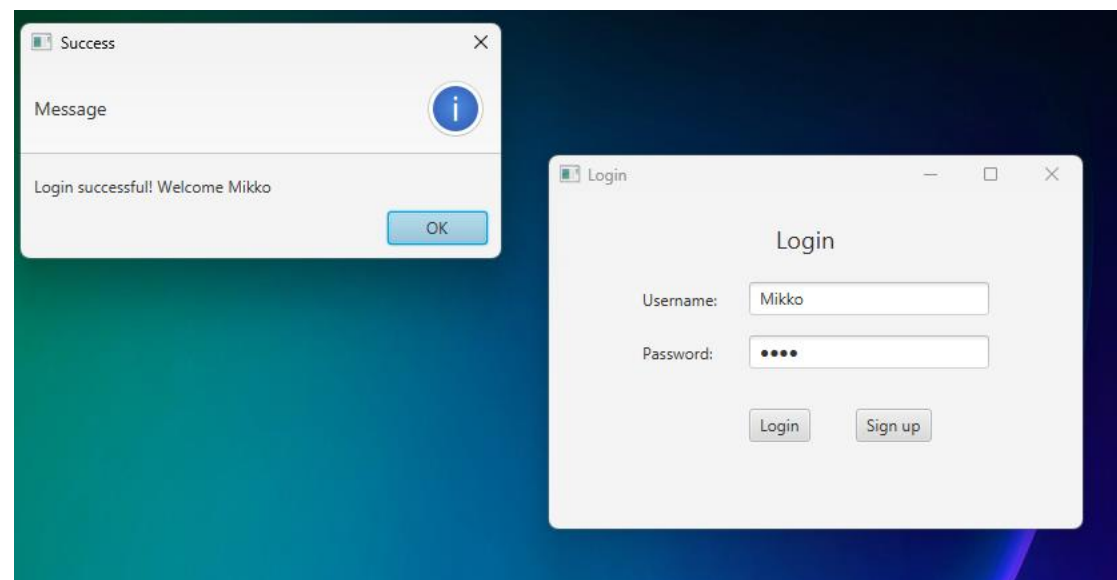 Success
Message
Login successful! Welcome Mikko
OK
Login
Login
Username: Mikko
Password: ••••
Login Sign up